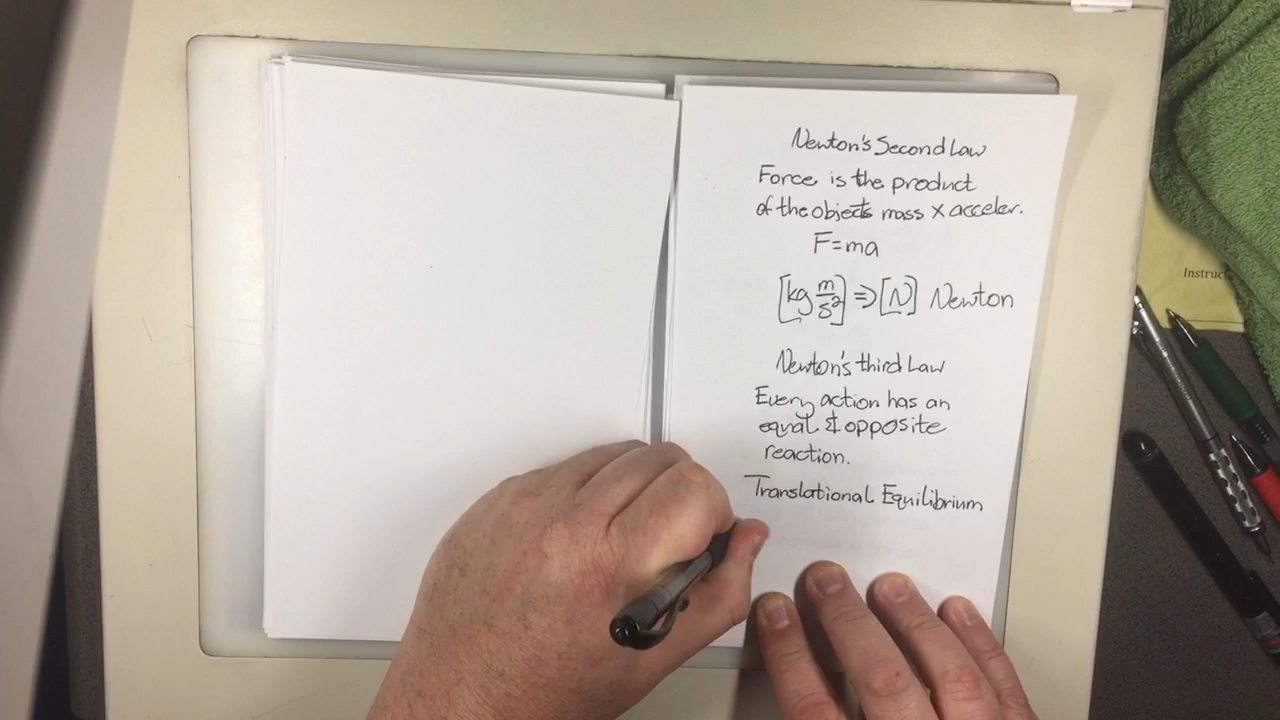 Newton's Second Law
Force is the product
of the objects mass x acceler.
F=ma
[kg m/s²] ⇒ [N] Newton
Newton's third Law
Every action has an
equal & opposite
reaction.
Translational Equilibrium